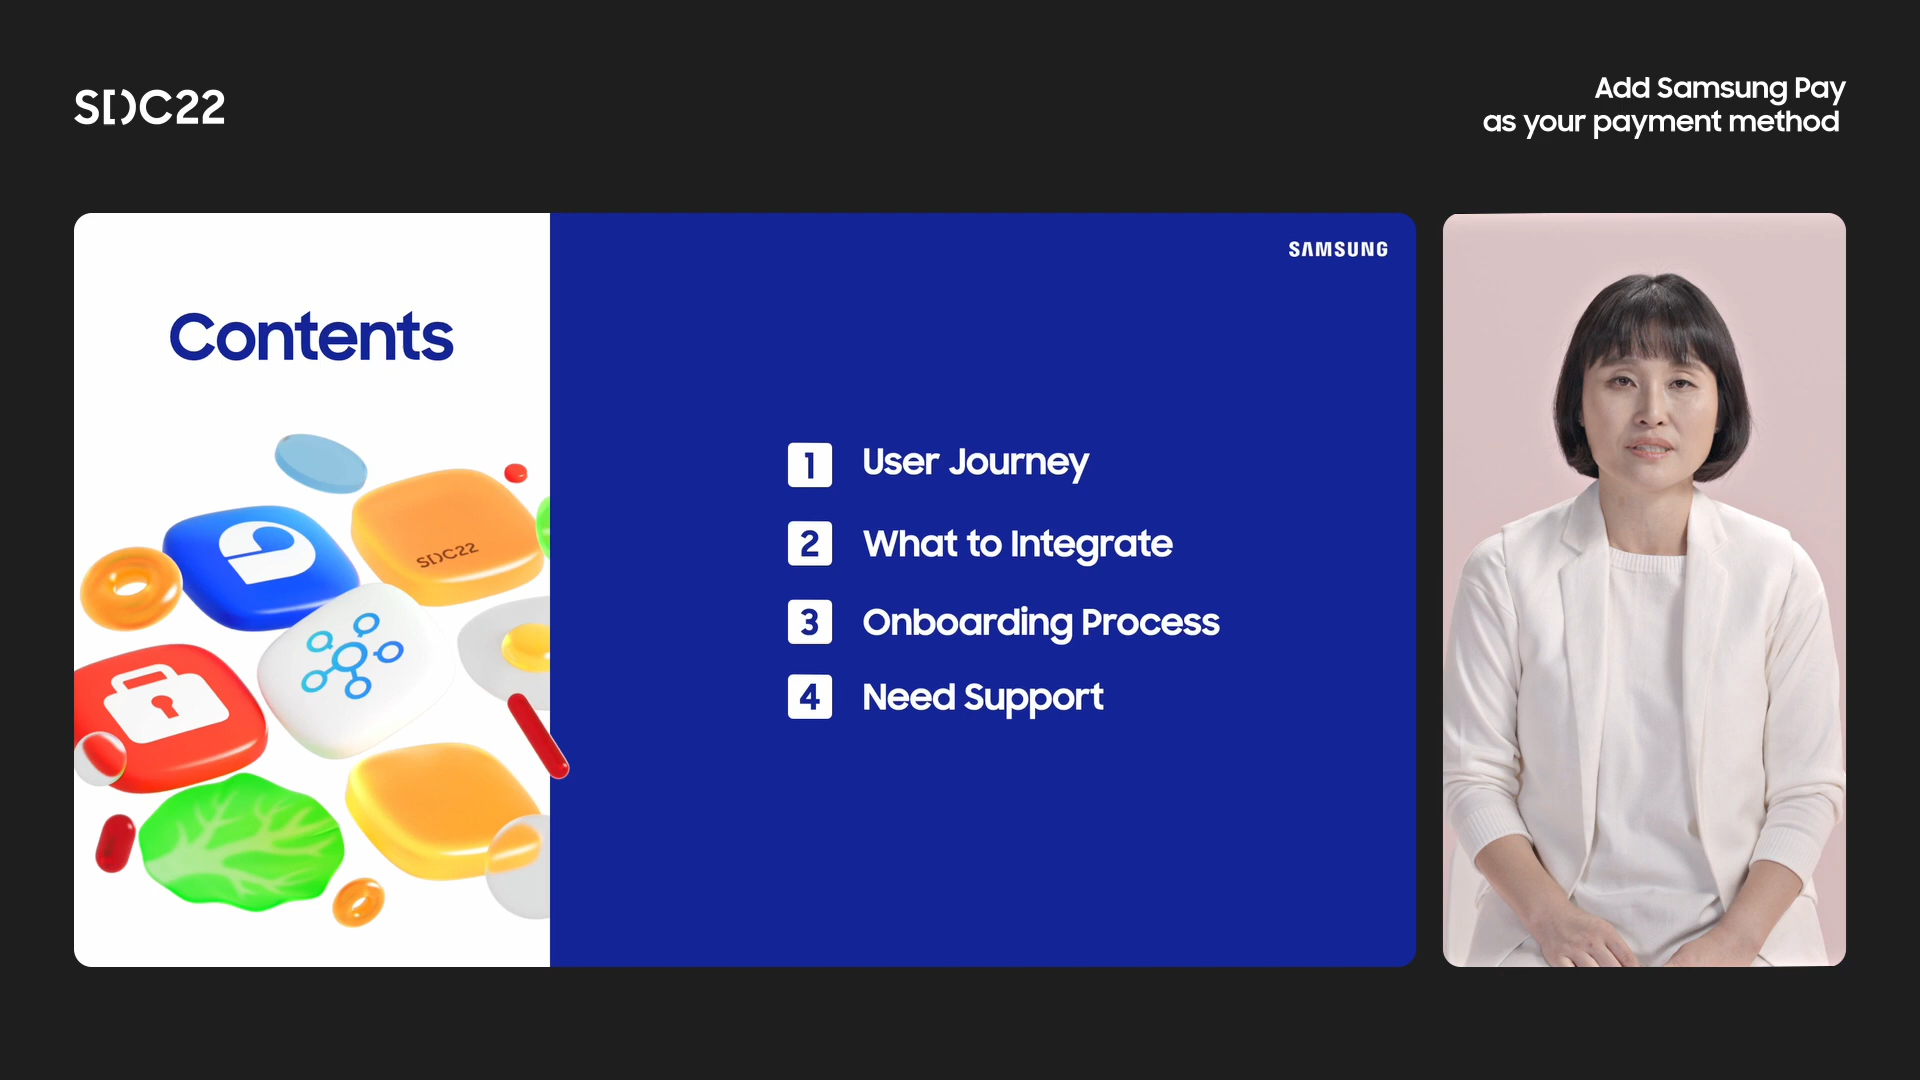 SDC22
Add Samsung Pay
as your payment method
SAMSUNG
Contents
SDC22
1 User Journey
2 What to Integrate
3 Onboarding Process
4 Need Support